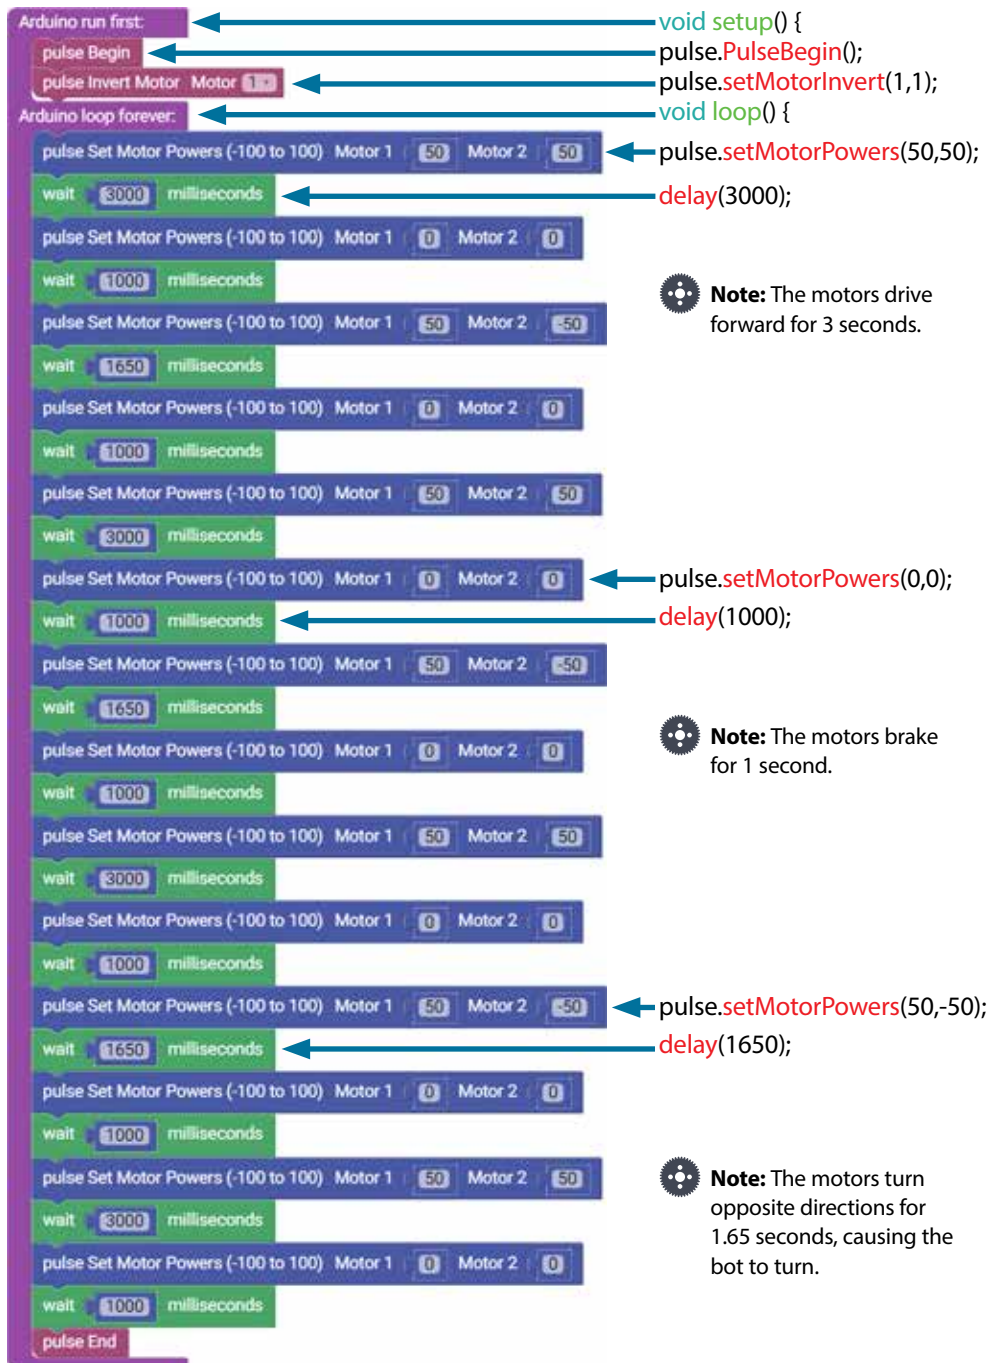 Arduino run first:
void setup() {
pulse Begin
pulse.PulseBegin();
pulse Invert Motor Motor 1
pulse.setMotorInvert(1,1);
Arduino loop forever:
void loop() {
pulse Set Motor Powers (-100 to 100) Motor 1 50 Motor 2 50
pulse.setMotorPowers(50,50);
wait 3000 milliseconds
delay(3000);
pulse Set Motor Powers (-100 to 100) Motor 1 0 Motor 2 0
wait 1000 milliseconds
Note: The motors drive
forward for 3 seconds.
pulse Set Motor Powers (-100 to 100) Motor 1 50 Motor 2 -50
wait 1650 milliseconds
pulse Set Motor Powers (-100 to 100) Motor 1 0 Motor 2 0
wait 1000 milliseconds
pulse Set Motor Powers (-100 to 100) Motor 1 50 Motor 2 50
wait 3000 milliseconds
pulse Set Motor Powers (-100 to 100) Motor 1 0 Motor 2 0
pulse.setMotorPowers(0,0);
wait 1000 milliseconds
delay(1000);
pulse Set Motor Powers (-100 to 100) Motor 1 50 Motor 2 -50
wait 1650 milliseconds
pulse Set Motor Powers (-100 to 100) Motor 1 0 Motor 2 0
Note: The motors brake
for 1 second.
wait 1000 milliseconds
pulse Set Motor Powers (-100 to 100) Motor 1 50 Motor 2 50
wait 3000 milliseconds
pulse Set Motor Powers (-100 to 100) Motor 1 0 Motor 2 0
wait 1000 milliseconds
pulse Set Motor Powers (-100 to 100) Motor 1 50 Motor 2 -50
pulse.setMotorPowers(50,-50);
wait 1650 milliseconds
delay(1650);
pulse Set Motor Powers (-100 to 100) Motor 1 0 Motor 2 0
wait 1000 milliseconds
pulse Set Motor Powers (-100 to 100) Motor 1 50 Motor 2 50
wait 3000 milliseconds
pulse Set Motor Powers (-100 to 100) Motor 1 0 Motor 2 0
Note: The motors turn
opposite directions for
1.65 seconds, causing the
bot to turn.
wait 1000 milliseconds
pulse End